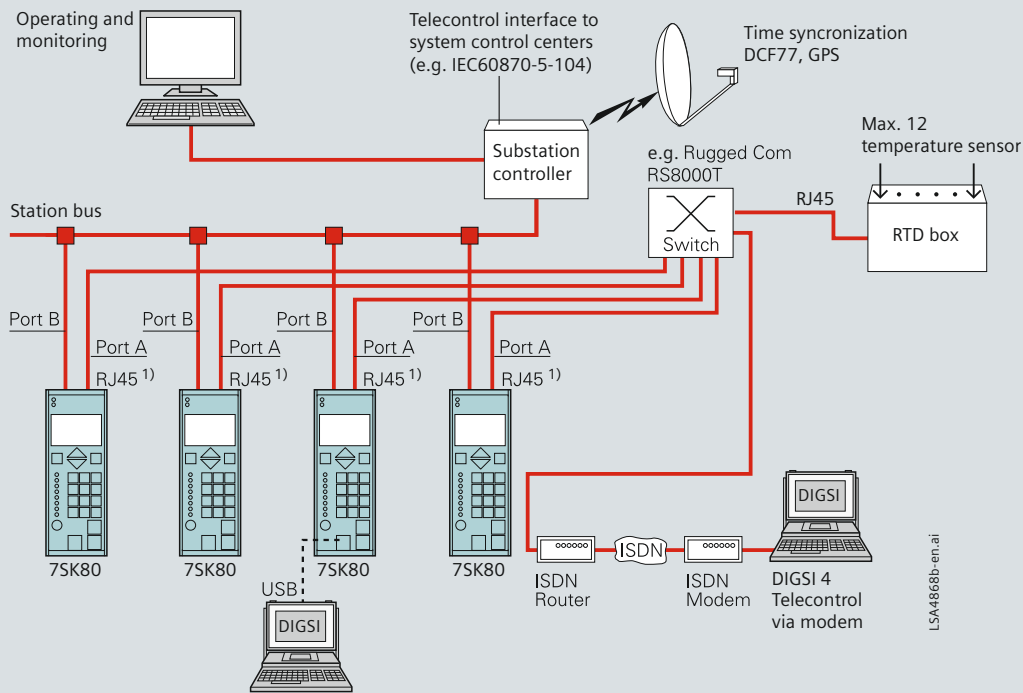 Operating and
monitoring
Telecontrol interface to
system control centers
(e.g. IEC60870-5-104)
Time syncronization
DCF77, GPS
Max. 12
temperature sensor
Substation
controller
e.g. Rugged Com
RS8000T
RJ45
RTD box
Switch
Station bus
Port B
Port B
Port B
Port B
Port A
Port A
Port A
Port A
RJ45 1)
RJ45 1)
RJ45 1)
RJ45 1)
7SK80
7SK80
7SK80
7SK80
USB
DIGSI
ISDN
Router
ISDN
ISDN
Modem
DIGSI
DIGSI 4
Telecontrol
via modem
LSA4868b-en.ai